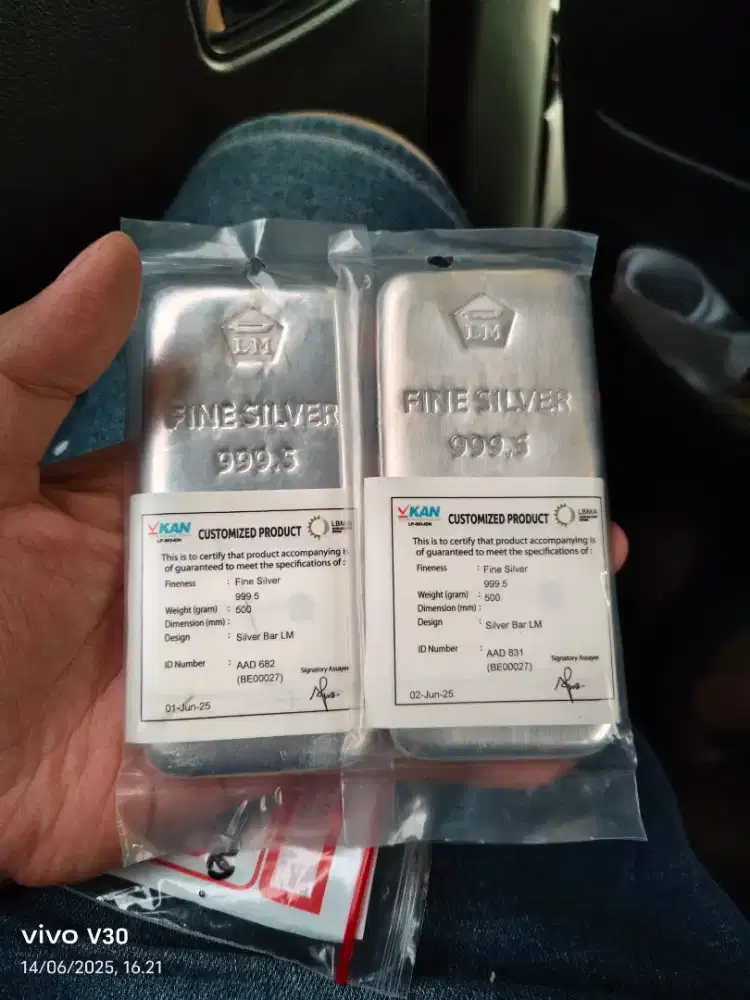 LM
FINE SILVER
999.5
KAN
CUSTOMIZED PRODUCT
LBMA
This is to certify that product accompanying is
of guaranteed to meet the specifications of :
Fineness : Fine Silver
999.5
Weight (gram) : 500
Dimension (mm) :
Design : Silver Bar LM
ID Number : AAD 682
(BE00027)
Signatory Assayer
01-Jun-25
LM
FINE SILVER
999.5
KAN
CUSTOMIZED PRODUCT
LBMA
This is to certify that product accompanying is
of guaranteed to meet the specifications of :
Fineness : Fine Silver
999.5
Weight (gram) : 500
Dimension (mm) :
Design : Silver Bar LM
ID Number : AAD 831
(BE00027)
Signatory Assayer
02-Jun-25
vivo V30
14/06/2025, 16.21